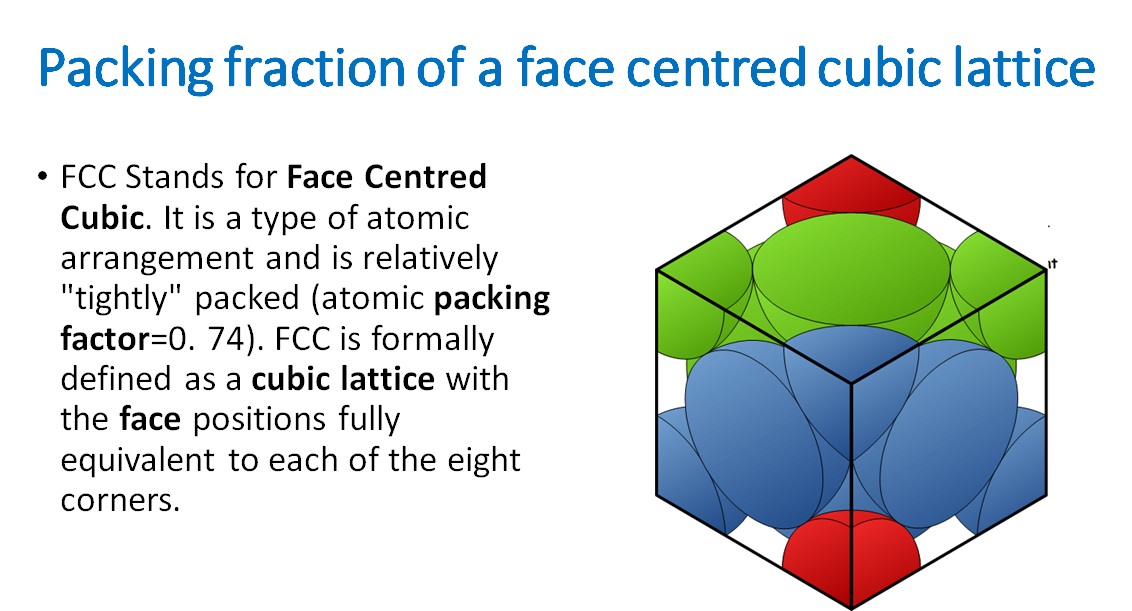 Packing fraction of a face centred cubic lattice
• FCC Stands for Face Centred
Cubic. It is a type of atomic
arrangement and is relatively
"tightly" packed (atomic packing
factor=0. 74). FCC is formally
defined as a cubic lattice with
the face positions fully
equivalent to each of the eight
corners.